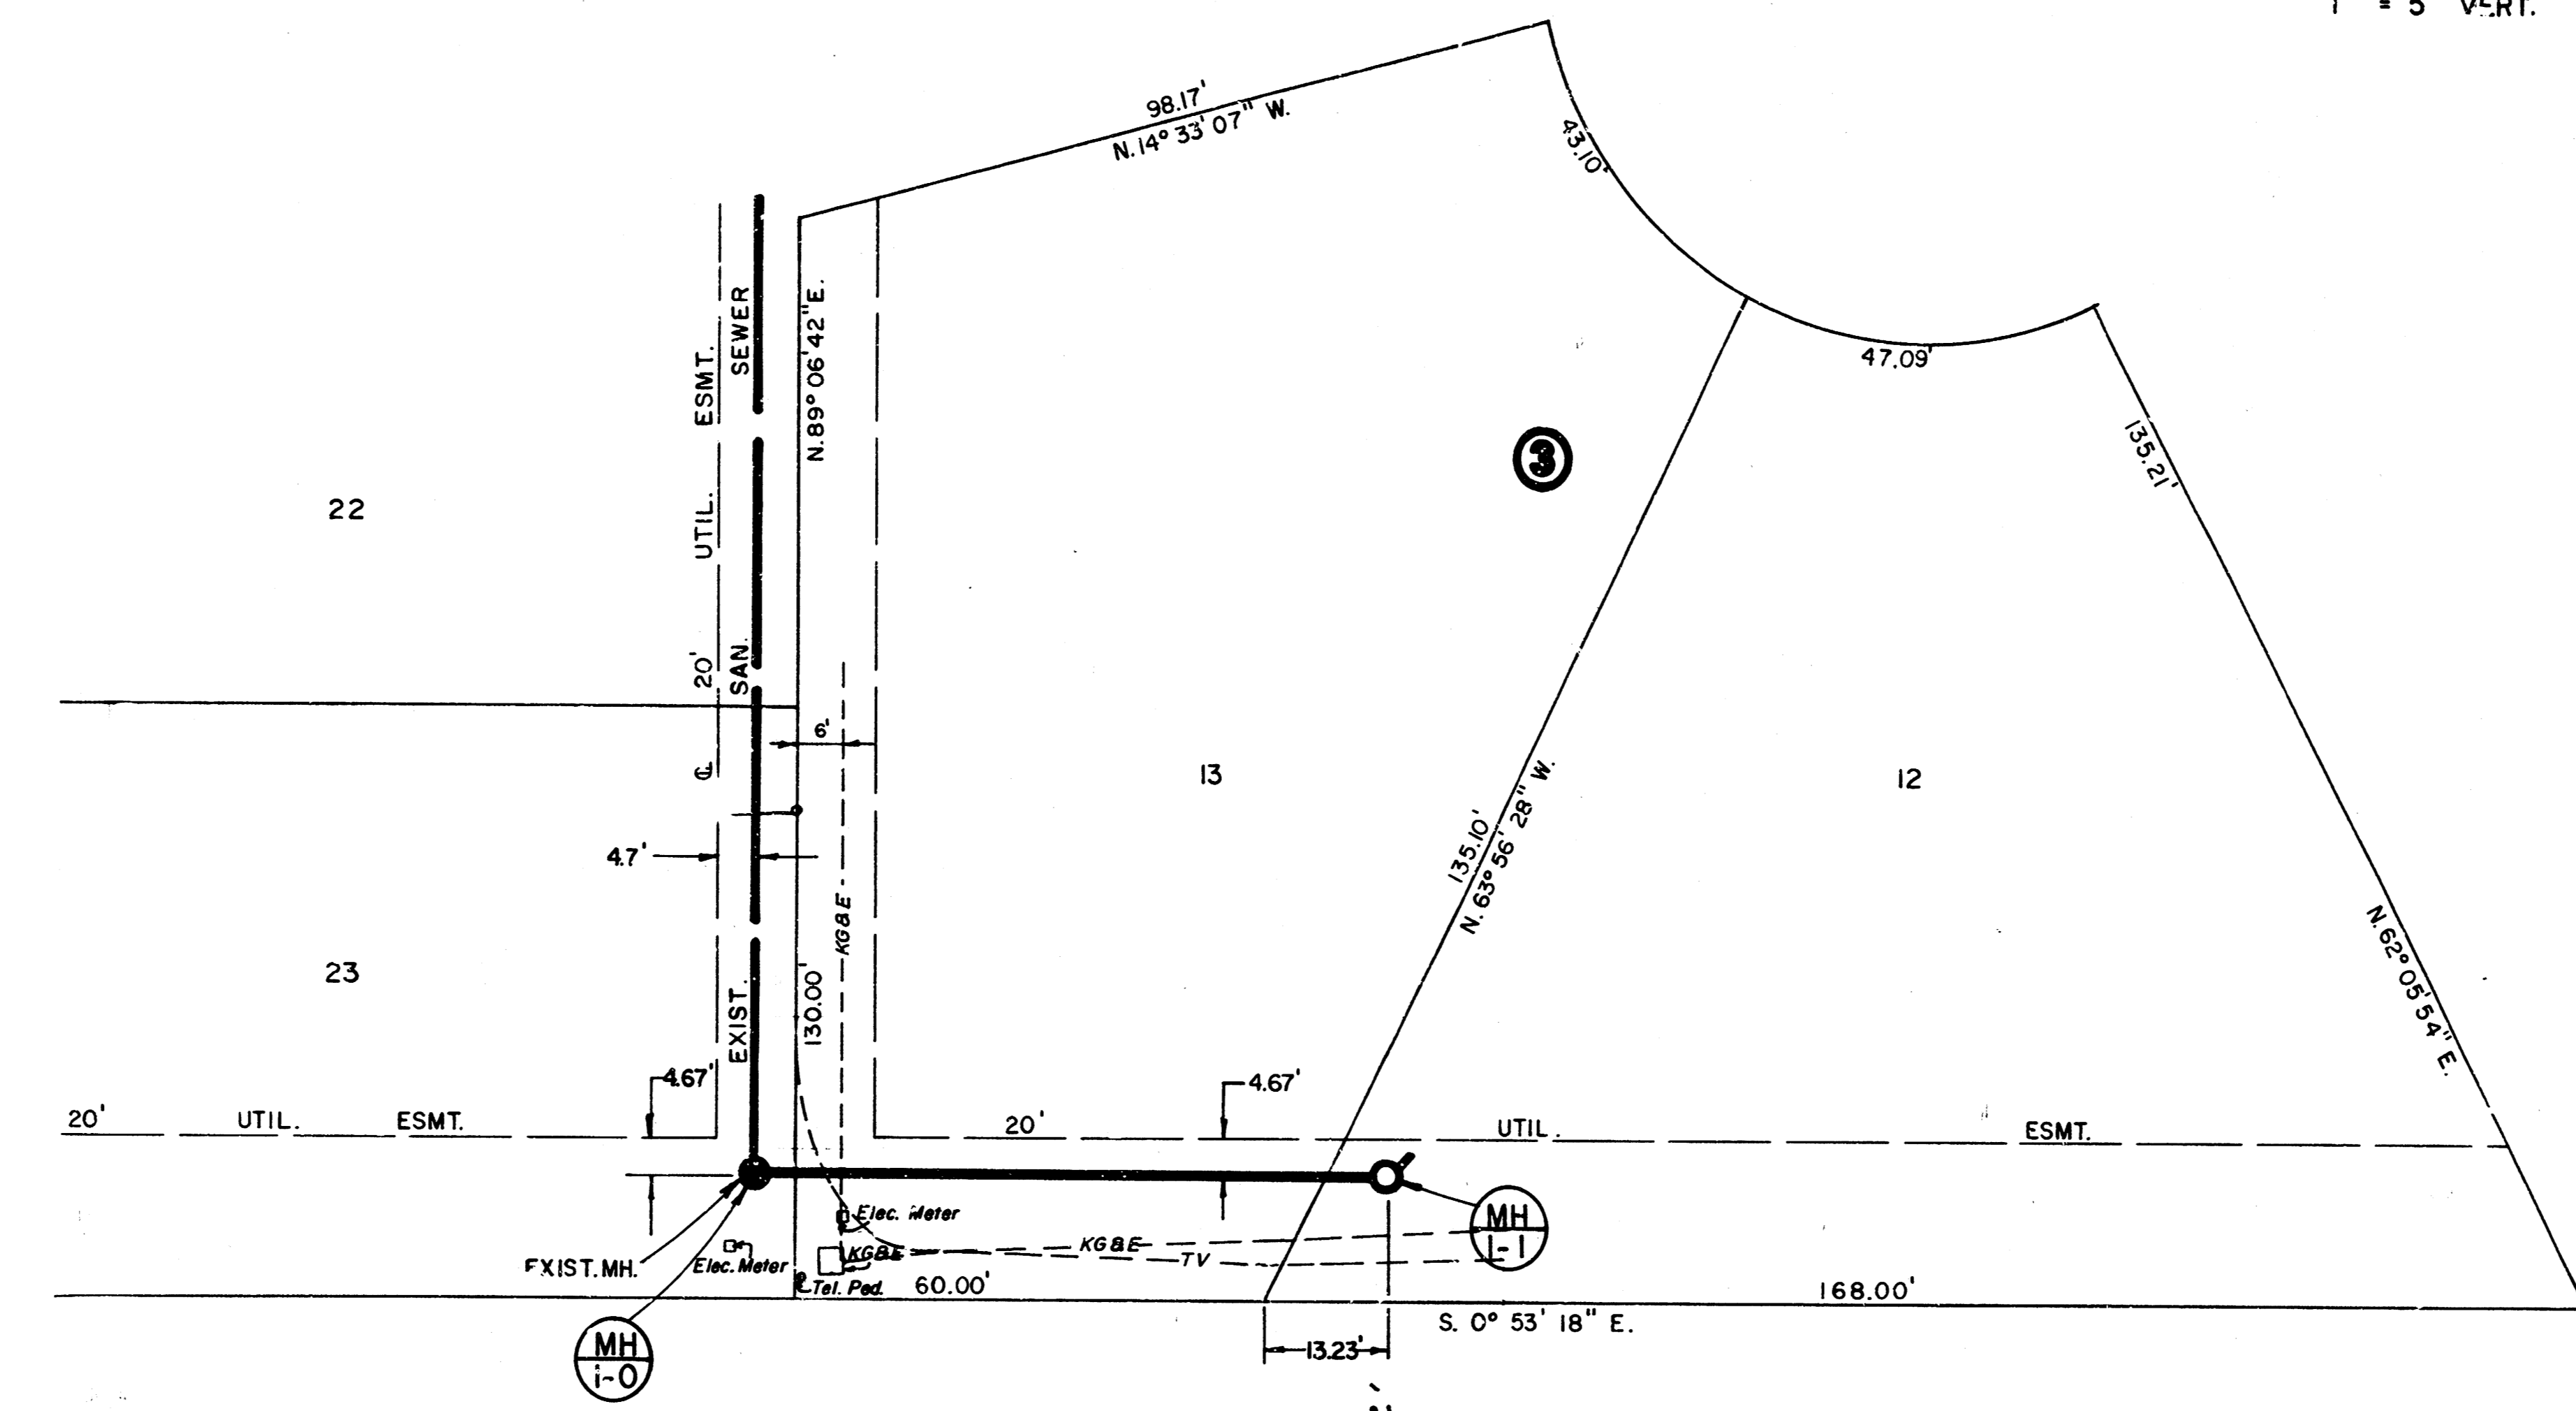 1" = 5' VERT.
98.17'
N.14° 33' 07" W.
43.10'
47.09'
135.21'
N.62° 05' 54" E.
3
22
23
13
12
20' UTIL. ESMT.
EXIST. SAN. SEWER
N.89° 06' 42" E.
130.00'
6'
4.7'
KG&E
135.10'
N.63° 56' 28" W.
4.67'
4.67'
20' UTIL. ESMT.
20' UTIL. ESMT.
Elec. Meter
KG&E
KG&E
TV
MH
1-1
EXIST. MH.
Elec. Meter
Tel. Ped.
60.00'
168.00'
S. 0° 53' 18" E.
13.23'
MH
1-0